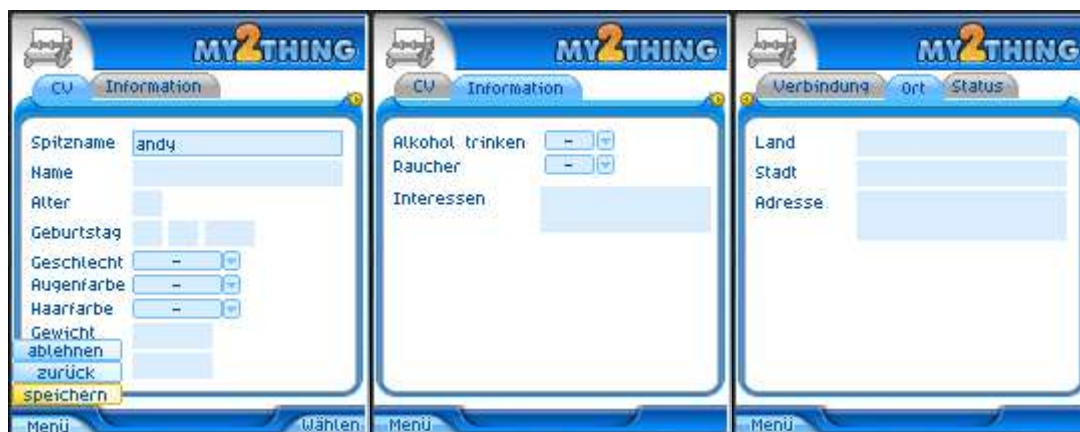 MY2THING
CV Information
Spitzname andy
Name
Alter
Geburtstag
Geschlecht -
Augenfarbe -
Haarfarbe -
Gewicht
ablehnen
zurück
speichern
Menü Wählen
MY2THING
CV Information
Alkohol trinken -
Raucher -
Interessen
Menü
MY2THING
Verbindung Ort Status
Land
Stadt
Adresse
Menü